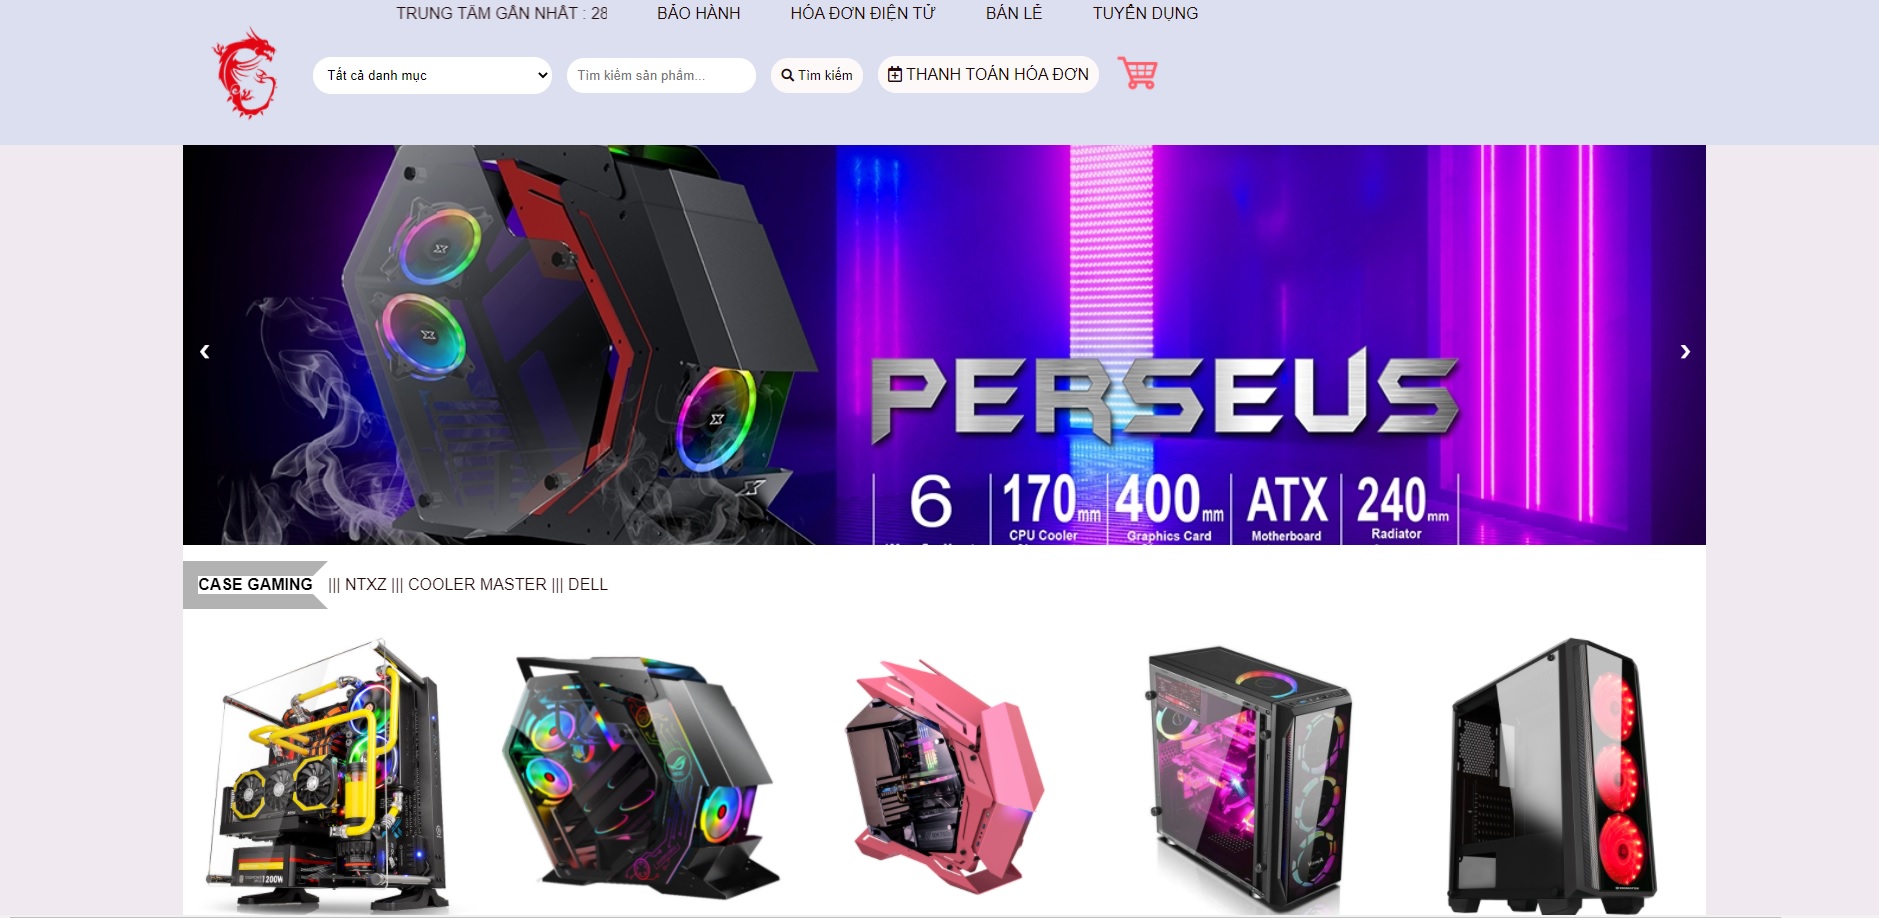 TRUNG TÂM GẦN NHẤT : 28 BẢO HÀNH HÓA ĐƠN ĐIỆN TỬ BÁN LẺ TUYỂN DỤNG
Tất cả danh mục Tìm kiếm sản phẩm... Tìm kiếm THANH TOÁN HÓA ĐƠN
❮ ❯
PERSEUS
6 170mm 400mm ATX 240mm
CPU Cooler Graphics Card Motherboard Radiator
CASE GAMING ||| NTXZ ||| COOLER MASTER ||| DELL
1200W